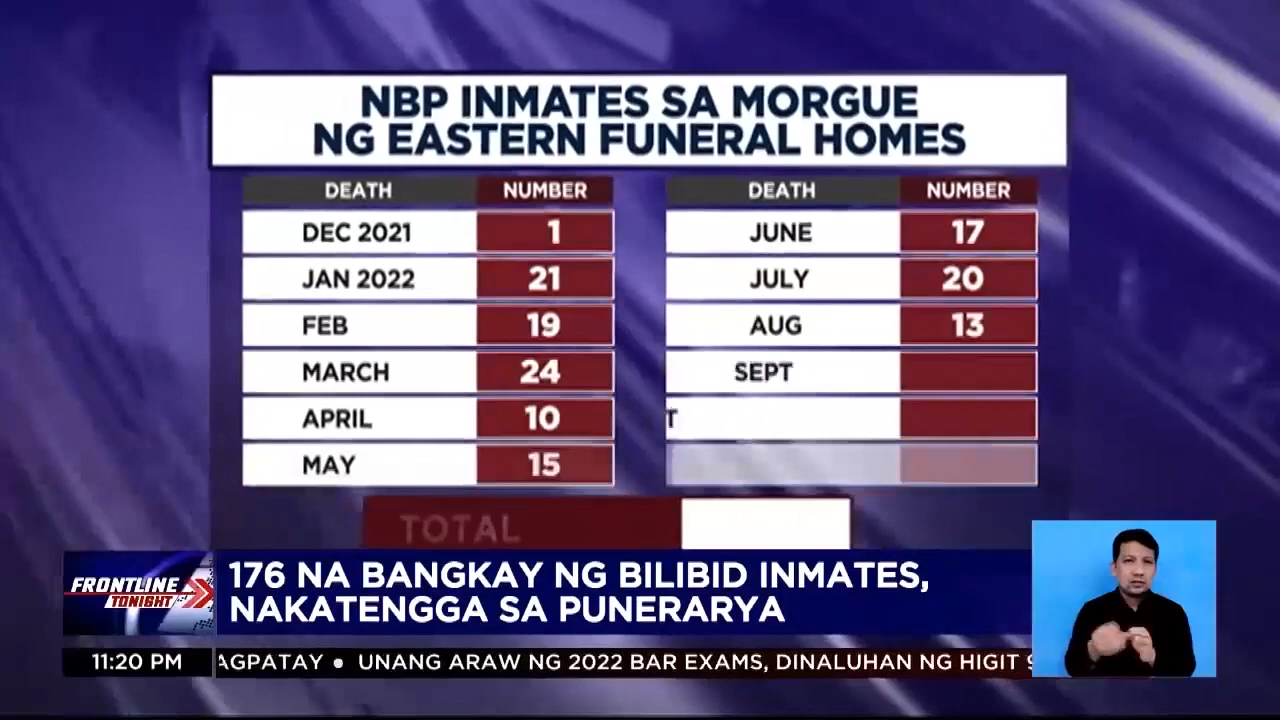 NBP INMATES SA MORGUE
NG EASTERN FUNERAL HOMES
DEATH NUMBER
DEC 2021 1
JAN 2022 21
FEB 19
MARCH 24
APRIL 10
MAY 15
DEATH NUMBER
JUNE 17
JULY 20
AUG 13
SEPT
T
TOTAL
FRONTLINE
TONIGHT
176 NA BANGKAY NG BILIBID INMATES,
NAKATENGGA SA PUNERARYA
11:20 PM AGPATAY • UNANG ARAW NG 2022 BAR EXAMS, DINALUHAN NG HIGIT